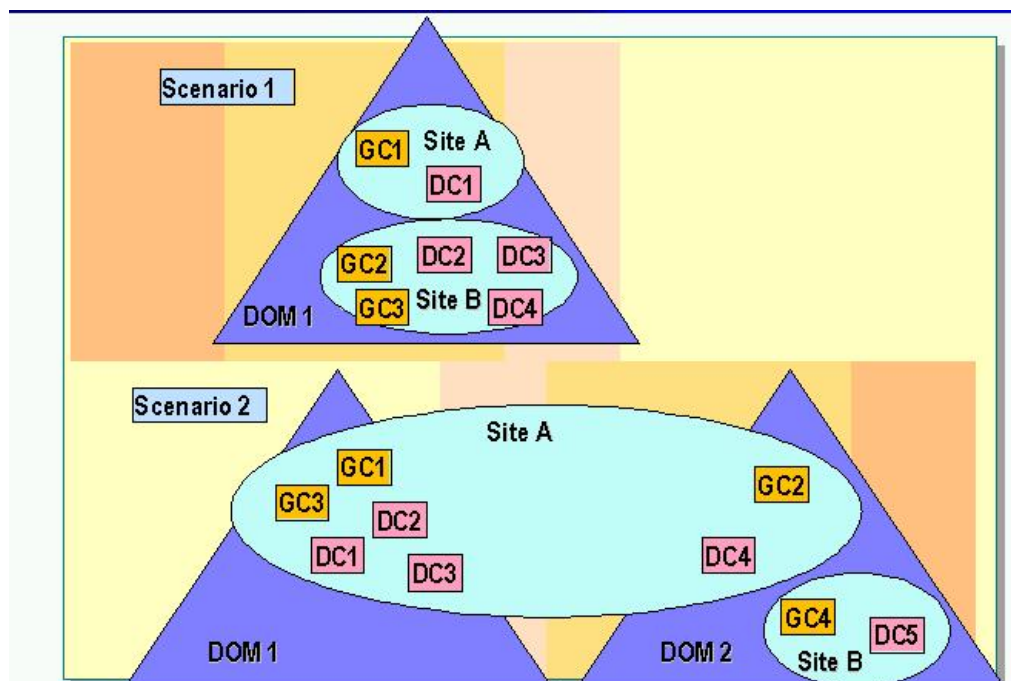 Scenario 1
GC1
Site A
DC1
GC2
DC2
DC3
GC3
Site B
DC4
DOM 1
Scenario 2
Site A
GC1
GC2
GC3
DC2
DC1
DC3
DC4
GC4
DC5
DOM 1
DOM 2
Site B